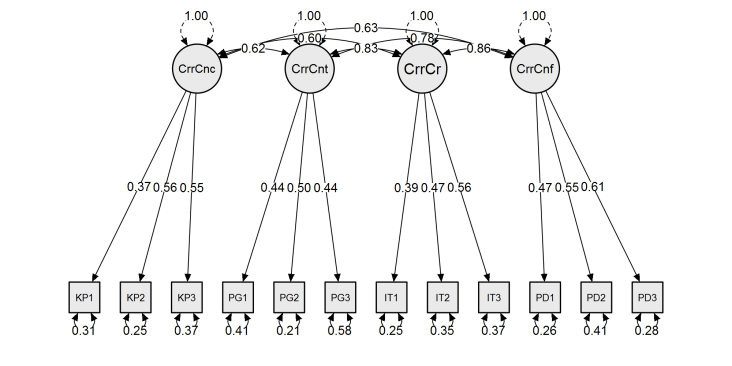 1.00 1.00 1.00 1.00
0.63
0.60 0.78
0.62 0.83 0.86
CrrCnc CrrCnt CrrCr CrrCnf
0.37 0.56 0.55 0.44 0.50 0.44 0.39 0.47 0.56 0.47 0.55 0.61
KP1 KP2 KP3 PG1 PG2 PG3 IT1 IT2 IT3 PD1 PD2 PD3
0.31 0.25 0.37 0.41 0.21 0.58 0.25 0.35 0.37 0.26 0.41 0.28